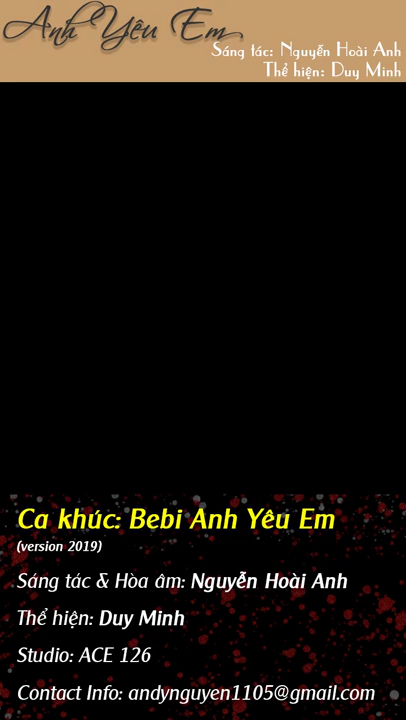 Anh Yêu Em
Sáng tác: Nguyễn Hoài Anh
Thể hiện: Duy Minh
Ca khúc: Bebi Anh Yêu Em
(version 2019)
Sáng tác & Hòa âm: Nguyễn Hoài Anh
Thể hiện: Duy Minh
Studio: ACE 126
Contact Info: andynguyen1105@gmail.com